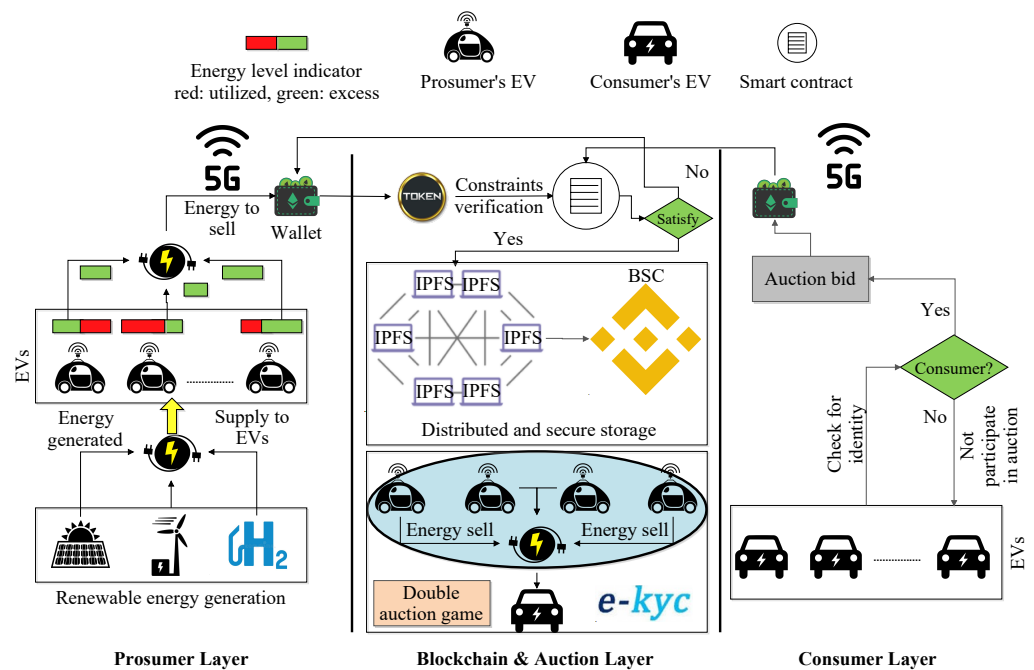 Energy level indicator
red: utilized, green: excess
Prosumer's EV
Consumer's EV
Smart contract
5G
Energy to
sell
Wallet
TOKEN
Constraints
verification
Satisfy
No
Yes
5G
Auction bid
Yes
Consumer?
No
Check for
identity
Not
participate
in auction
EVs
EVs
Energy
generated
Supply to
EVs
H2
Renewable energy generation
IPFS
IPFS
IPFS
IPFS
IPFS
IPFS
BSC
Distributed and secure storage
Energy sell
Energy sell
Double
auction game
e-kyc
Prosumer Layer
Blockchain & Auction Layer
Consumer Layer